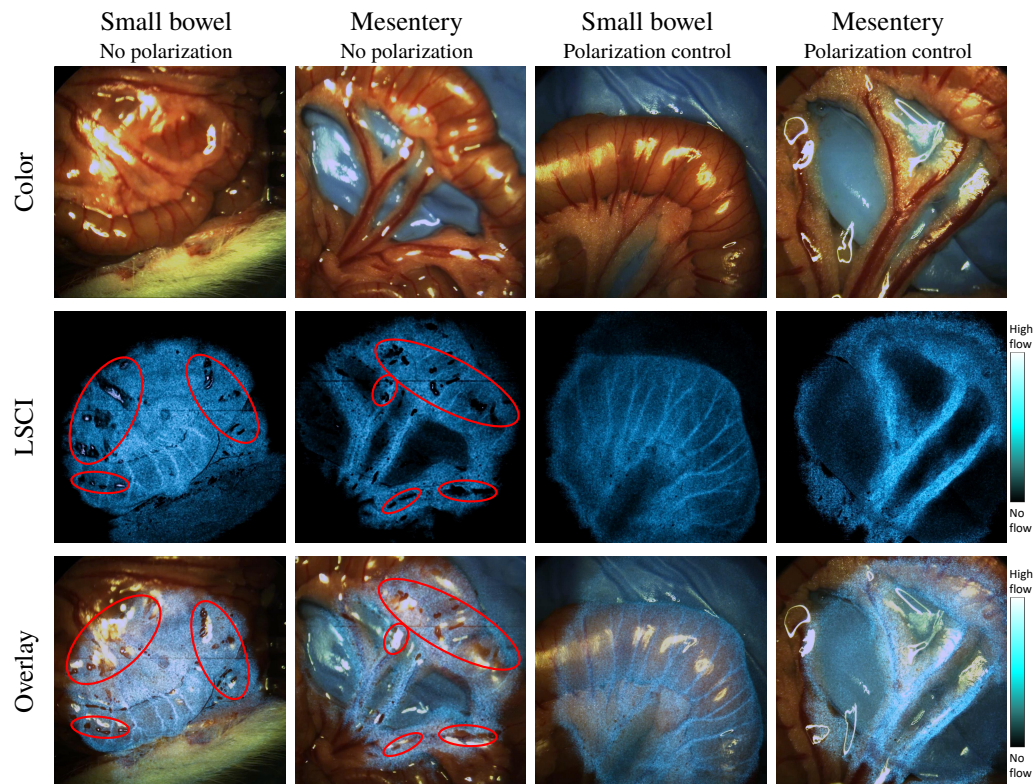 Small bowel
No polarization
Mesentery
No polarization
Small bowel
Polarization control
Mesentery
Polarization control
Color
LSCI
High
flow
No
flow
Overlay
High
flow
No
flow